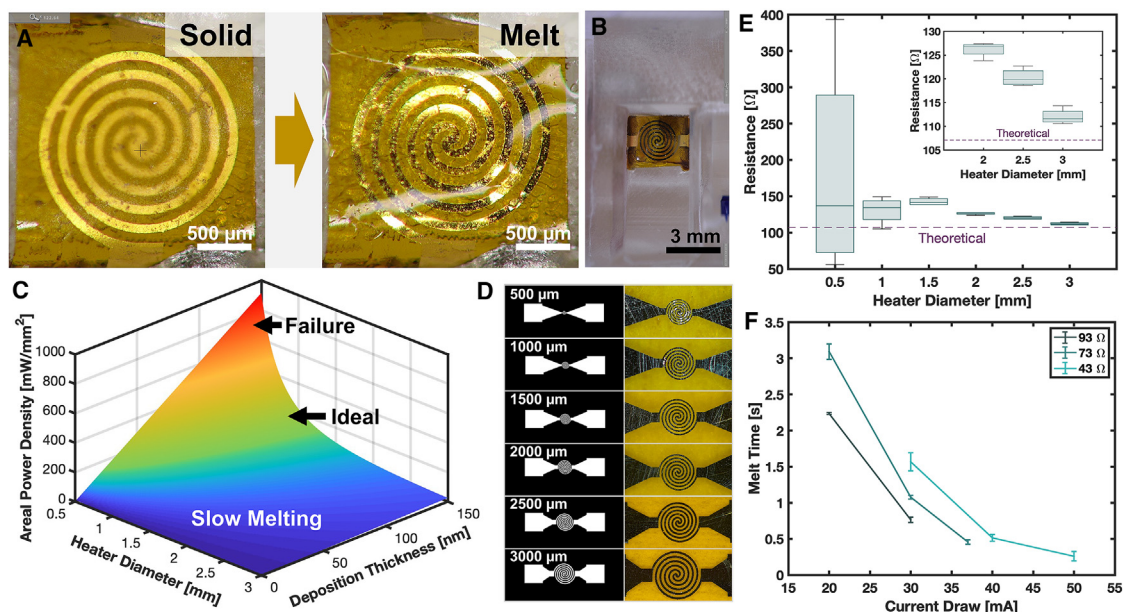 A
Solid
Melt
500 µm
500 µm
B
3 mm
C
Areal Power Density [mW/mm²]
1000
800
600
400
200
0
Failure
Ideal
Slow Melting
0.5
1
1.5
2
2.5
3
Heater Diameter [mm]
0
50
100
150
Deposition Thickness [nm]
D
500 µm
1000 µm
1500 µm
2000 µm
2500 µm
3000 µm
E
Resistance [Ω]
400
350
300
250
200
150
100
50
Theoretical
0.5
1
1.5
2
2.5
3
Heater Diameter [mm]
Resistance [Ω]
130
125
120
115
110
105
Theoretical
2
2.5
3
Heater Diameter [mm]
F
Melt Time [s]
3.5
3
2.5
2
1.5
1
0.5
0
93 Ω
73 Ω
43 Ω
15
20
25
30
35
40
45
50
55
Current Draw [mA]